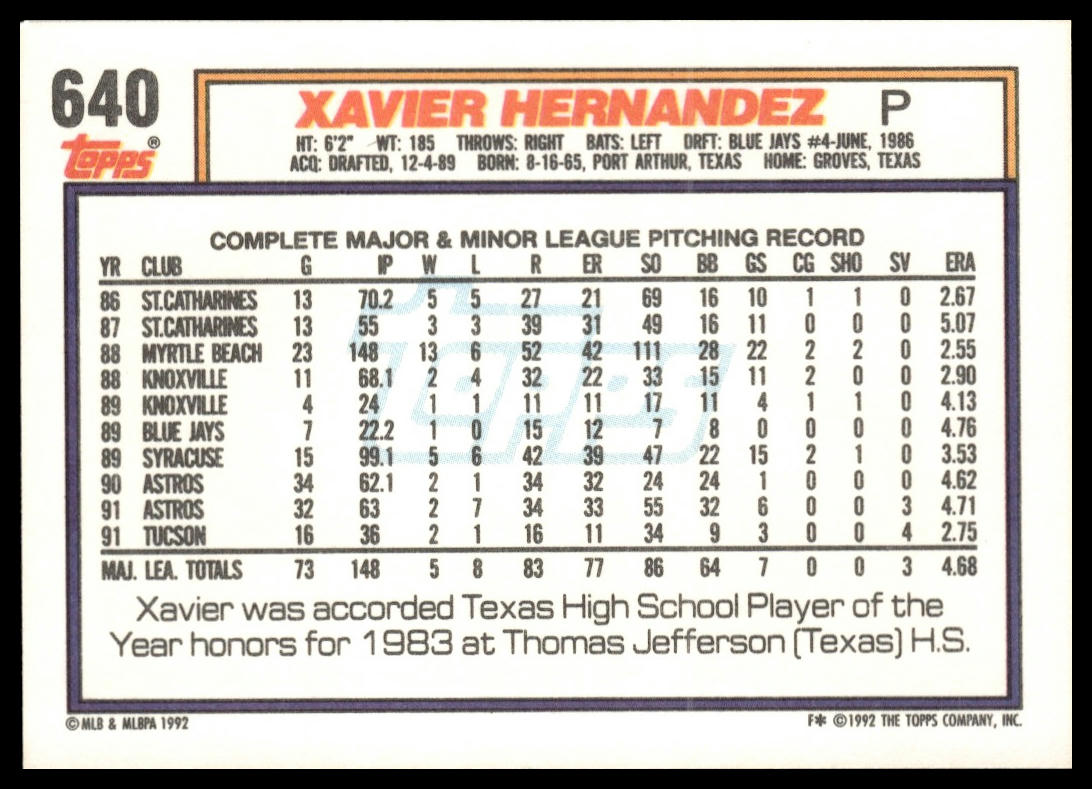 640
topps®
XAVIER HERNANDEZ P
HT: 6'2" WT: 185 THROWS: RIGHT BATS: LEFT DRFT: BLUE JAYS #4-JUNE, 1986
ACQ: DRAFTED, 12-4-89 BORN: 8-16-65, PORT ARTHUR, TEXAS HOME: GROVES, TEXAS
COMPLETE MAJOR & MINOR LEAGUE PITCHING RECORD
YR CLUB G IP W L R ER SO BB GS CG SHO SV ERA
86 ST.CATHARINES 13 70.2 5 5 27 21 69 16 10 1 1 0 2.67
87 ST.CATHARINES 13 55 3 3 39 31 49 16 11 0 0 0 5.07
88 MYRTLE BEACH 23 148 13 6 52 42 111 28 22 2 2 0 2.55
88 KNOXVILLE 11 68.1 2 4 32 22 33 15 11 2 0 0 2.90
89 KNOXVILLE 4 24 1 1 11 11 17 11 4 1 1 0 4.13
89 BLUE JAYS 7 22.2 1 0 15 12 7 8 0 0 0 0 4.76
89 SYRACUSE 15 99.1 5 6 42 39 47 22 15 2 1 0 3.53
90 ASTROS 34 62.1 2 1 34 32 24 24 1 0 0 0 4.62
91 ASTROS 32 63 2 7 34 33 55 32 6 0 0 3 4.71
91 TUCSON 16 36 2 1 16 11 34 9 3 0 0 4 2.75
MAJ. LEA. TOTALS 73 148 5 8 83 77 86 64 7 0 0 3 4.68
topps
Xavier was accorded Texas High School Player of the
Year honors for 1983 at Thomas Jefferson (Texas) H.S.
© MLB & MLBPA 1992
F* © 1992 THE TOPPS COMPANY, INC.